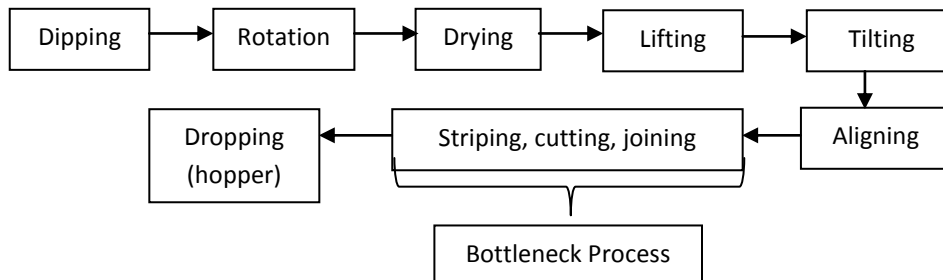 Dipping
Rotation
Drying
Lifting
Tilting
Aligning
Striping, cutting, joining
Dropping
(hopper)
Bottleneck Process